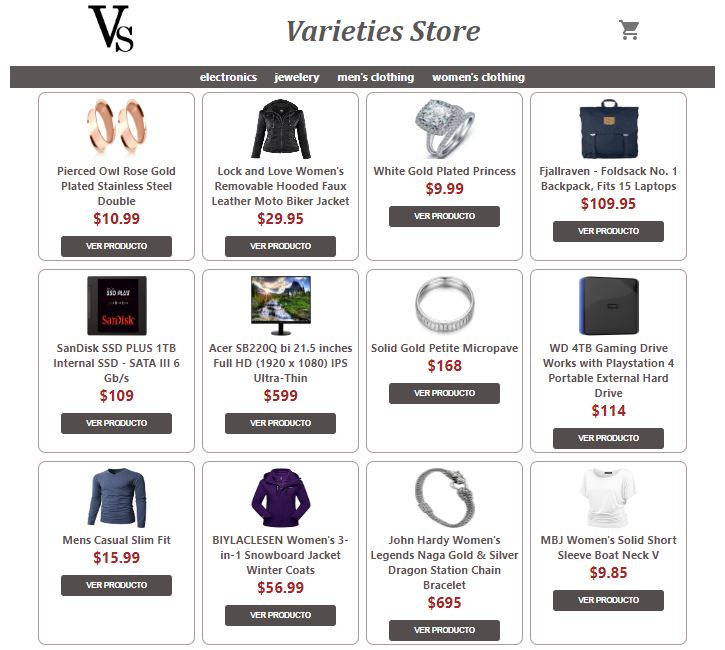 Vs
Varieties Store
electronics jewelery men's clothing women's clothing
Pierced Owl Rose Gold
Plated Stainless Steel
Double
$10.99
VER PRODUCTO
Lock and Love Women's
Removable Hooded Faux
Leather Moto Biker Jacket
$29.95
VER PRODUCTO
White Gold Plated Princess
$9.99
VER PRODUCTO
Fjallraven - Foldsack No. 1
Backpack, Fits 15 Laptops
$109.95
VER PRODUCTO
SSD PLUS
SanDisk
SanDisk SSD PLUS 1TB
Internal SSD - SATA III 6
Gb/s
$109
VER PRODUCTO
Acer SB220Q bi 21.5 inches
Full HD (1920 x 1080) IPS
Ultra-Thin
$599
VER PRODUCTO
Solid Gold Petite Micropave
$168
VER PRODUCTO
WD 4TB Gaming Drive
Works with Playstation 4
Portable External Hard
Drive
$114
VER PRODUCTO
Mens Casual Slim Fit
$15.99
VER PRODUCTO
BIYLACLESEN Women's 3-
in-1 Snowboard Jacket
Winter Coats
$56.99
VER PRODUCTO
John Hardy Women's
Legends Naga Gold & Silver
Dragon Station Chain
Bracelet
$695
VER PRODUCTO
MBJ Women's Solid Short
Sleeve Boat Neck V
$9.85
VER PRODUCTO